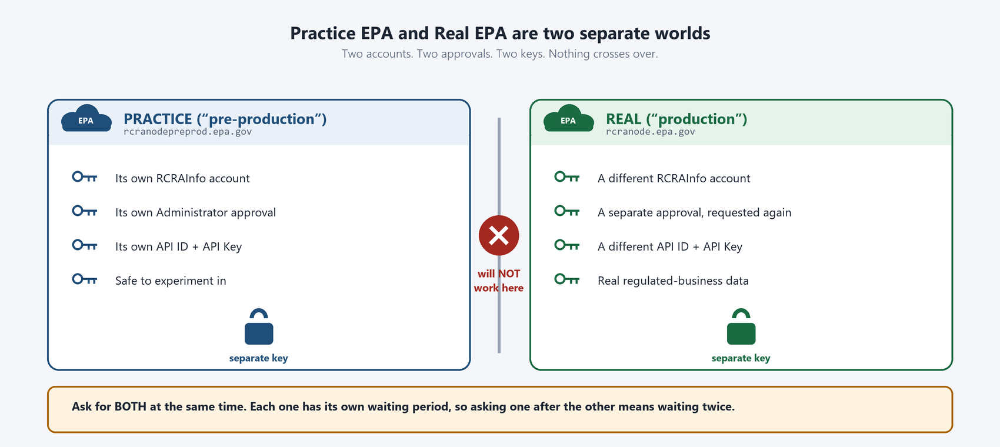 Practice EPA and Real EPA are two separate worlds
Two accounts. Two approvals. Two keys. Nothing crosses over.
EPA
PRACTICE (“pre-production”)
rcranodepreprod.epa.gov
Its own RCRAInfo account
Its own Administrator approval
Its own API ID + API Key
Safe to experiment in
separate key
will NOT
work here
EPA
REAL (“production”)
rcranode.epa.gov
A different RCRAInfo account
A separate approval, requested again
A different API ID + API Key
Real regulated-business data
separate key
Ask for BOTH at the same time. Each one has its own waiting period, so asking one after the other means waiting twice.